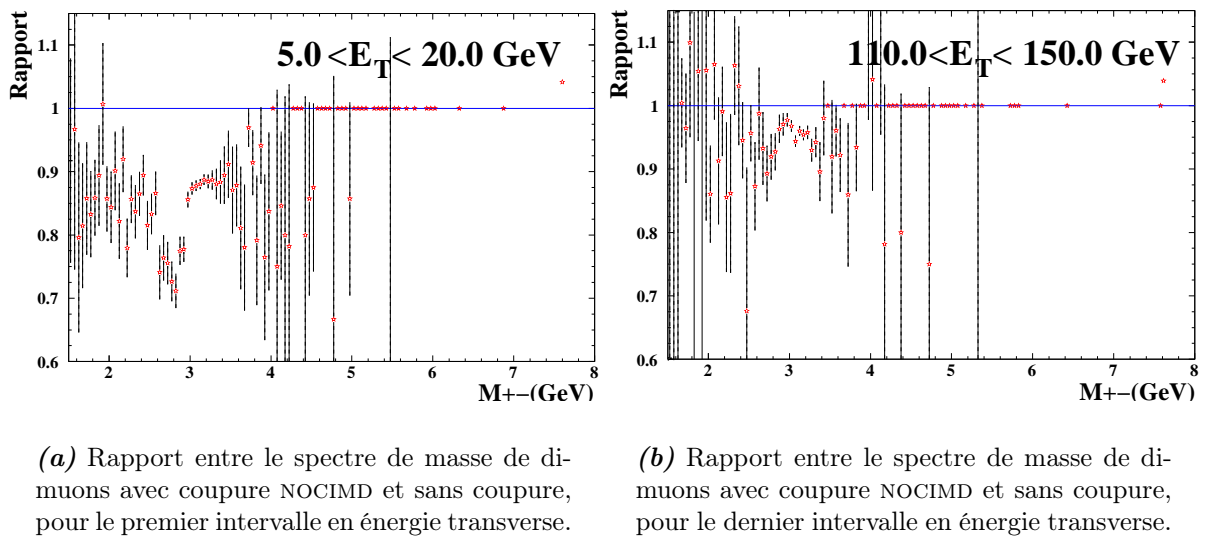 Rapport
1.1
1
0.9
0.8
0.7
0.6
5.0 <E_T< 20.0 GeV
2 3 4 5 6 7 8
M+−(GeV)
Rapport
1.1
1
0.9
0.8
0.7
0.6
110.0<E_T< 150.0 GeV
2 3 4 5 6 7 8
M+−(GeV)
(a) Rapport entre le spectre de masse de di-
muons avec coupure NOCIMD et sans coupure,
pour le premier intervalle en énergie transverse.
(b) Rapport entre le spectre de masse de di-
muons avec coupure NOCIMD et sans coupure,
pour le dernier intervalle en énergie transverse.